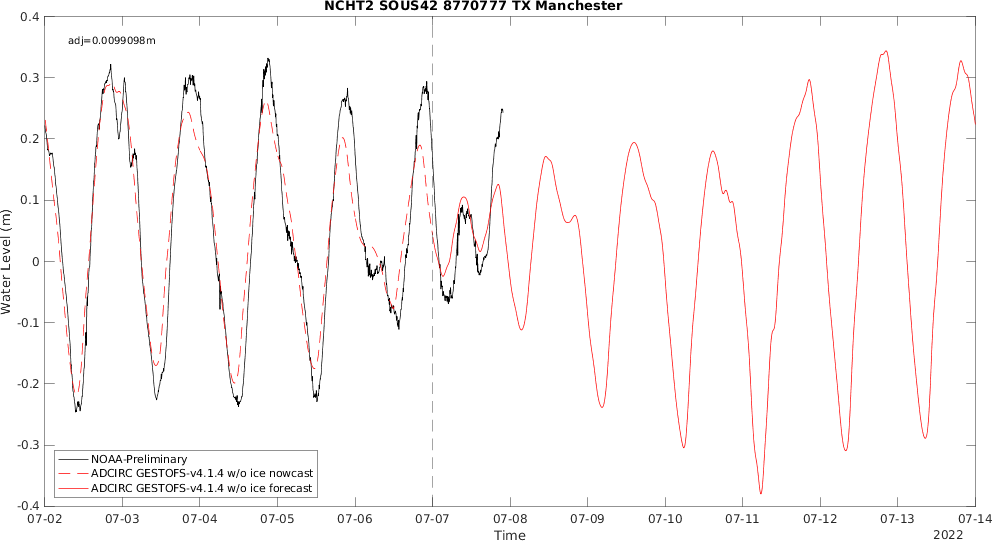 NCHT2 SOUS42 8770777 TX Manchester
adj=0.0099098m
0.4
0.3
0.2
0.1
0
-0.1
-0.2
-0.3
-0.4
Water Level (m)
NOAA-Preliminary
ADCIRC GESTOFS-v4.1.4 w/o ice nowcast
ADCIRC GESTOFS-v4.1.4 w/o ice forecast
07-02 07-03 07-04 07-05 07-06 07-07 07-08 07-09 07-10 07-11 07-12 07-13 07-14
Time
2022